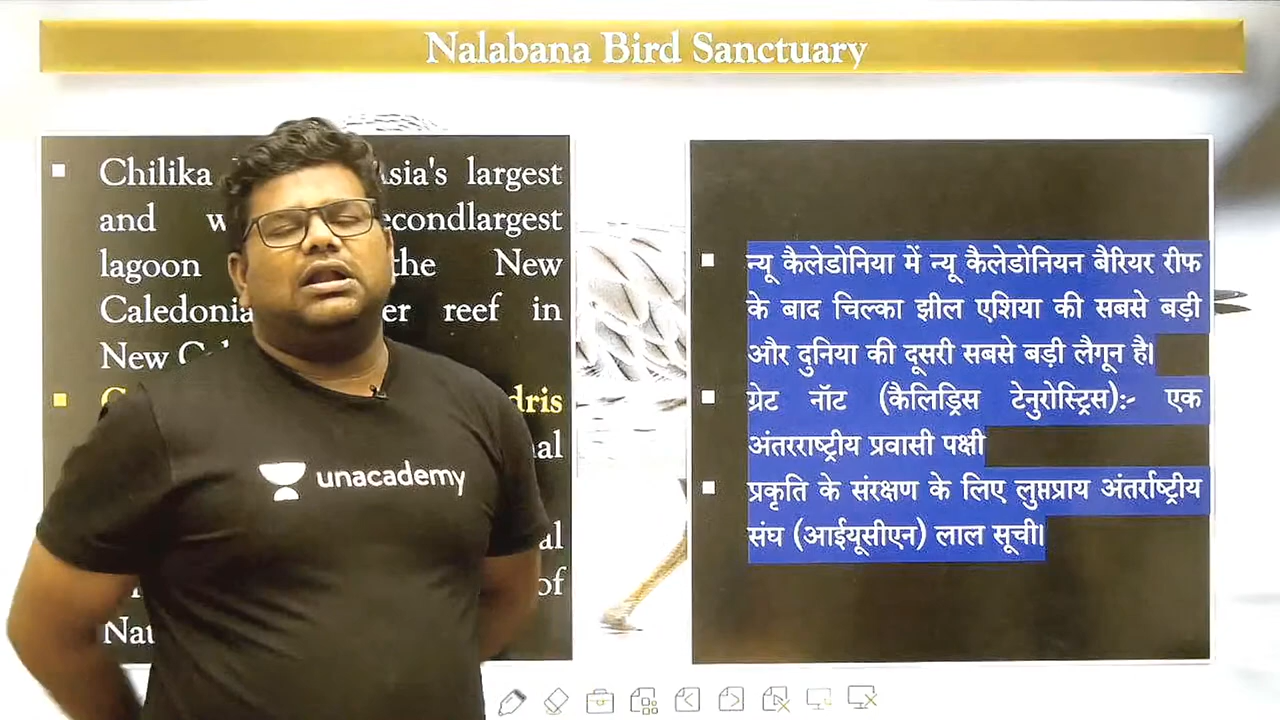 Nalabana Bird Sanctuary
Chilika sia's largest
and w econdlargest
lagoon the New
Caledonia er reef in
New C
dris
al
al
of
Nat
unacademy
न्यू कैलेडोनिया में न्यू कैलेडोनियन बैरियर रीफ
के बाद चिल्का झील एशिया की सबसे बड़ी
और दुनिया की दूसरी सबसे बड़ी लैगून है।
ग्रेट नॉट (कैलिड्रिस टेनुरोस्ट्रिस):- एक
अंतरराष्ट्रीय प्रवासी पक्षी
प्रकृति के संरक्षण के लिए लुप्तप्राय अंतर्राष्ट्रीय
संघ (आईयूसीएन) लाल सूची।